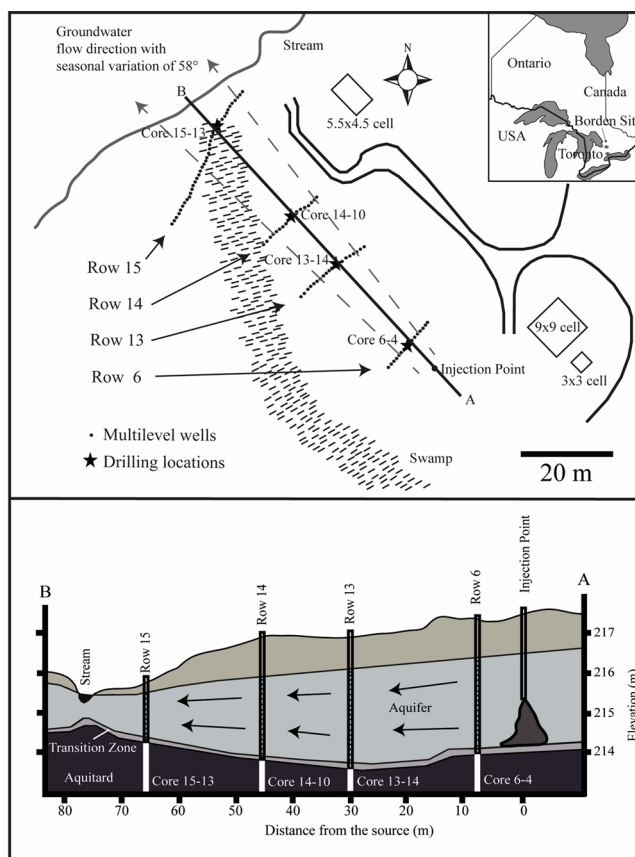 Groundwater
flow direction with
seasonal variation of 58°
Stream
N
B
5.5x4.5 cell
Core 15-13
Core 14-10
Core 13-14
Core 6-4
Row 15
Row 14
Row 13
Row 6
Injection Point
A
9x9 cell
3x3 cell
Multilevel wells
Drilling locations
Swamp
20 m
Ontario
Canada
USA
Borden Sit
Toronto
B
A
Stream
Row 15
Row 14
Row 13
Row 6
Injection Point
217
216
215
214
Elevation (m)
Aquifer
Transition Zone
Aquitard
Core 15-13
Core 14-10
Core 13-14
Core 6-4
80 70 60 50 40 30 20 10 0
Distance from the source (m)